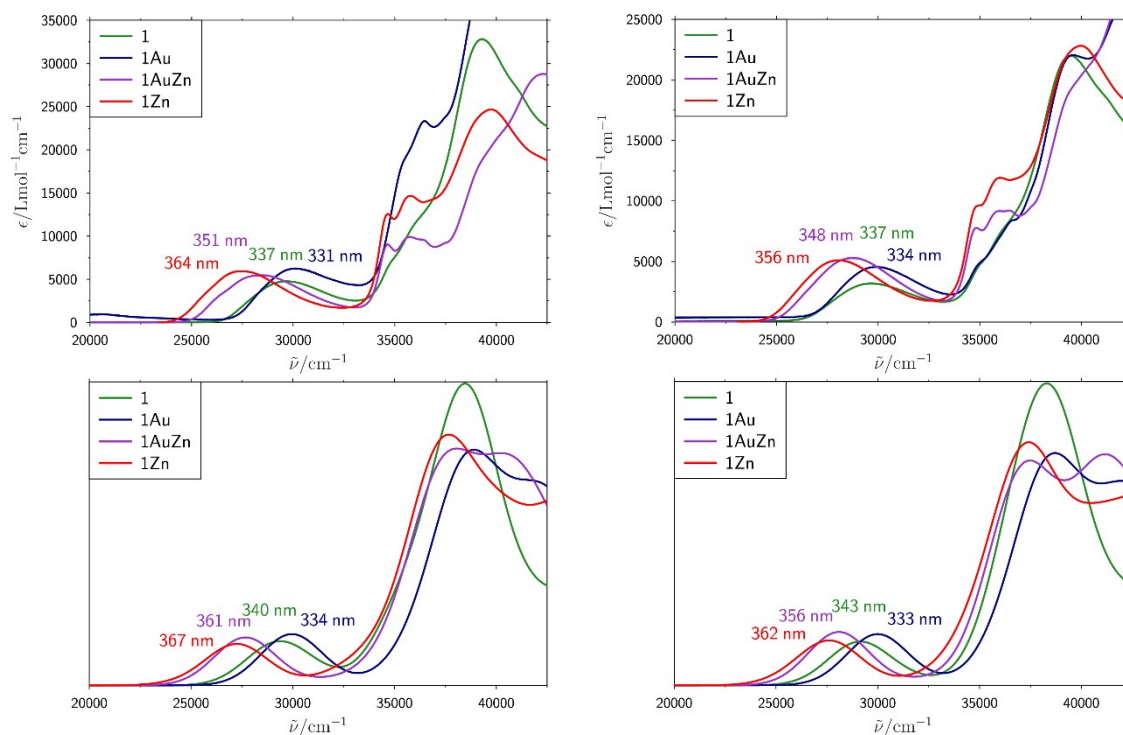 35000
30000
25000
20000
15000
10000
5000
0
ϵ/Lmol⁻¹cm⁻¹
1
1Au
1AuZn
1Zn
351 nm
337 nm
331 nm
364 nm
20000 25000 30000 35000 40000
ν̃/cm⁻¹
25000
22500
20000
17500
15000
12500
10000
7500
5000
2500
0
ϵ/Lmol⁻¹cm⁻¹
1
1Au
1AuZn
1Zn
348 nm
337 nm
356 nm
334 nm
20000 25000 30000 35000 40000
ν̃/cm⁻¹
1
1Au
1AuZn
1Zn
340 nm
361 nm
334 nm
367 nm
20000 25000 30000 35000 40000
ν̃/cm⁻¹
1
1Au
1AuZn
1Zn
343 nm
356 nm
333 nm
362 nm
20000 25000 30000 35000 40000
ν̃/cm⁻¹